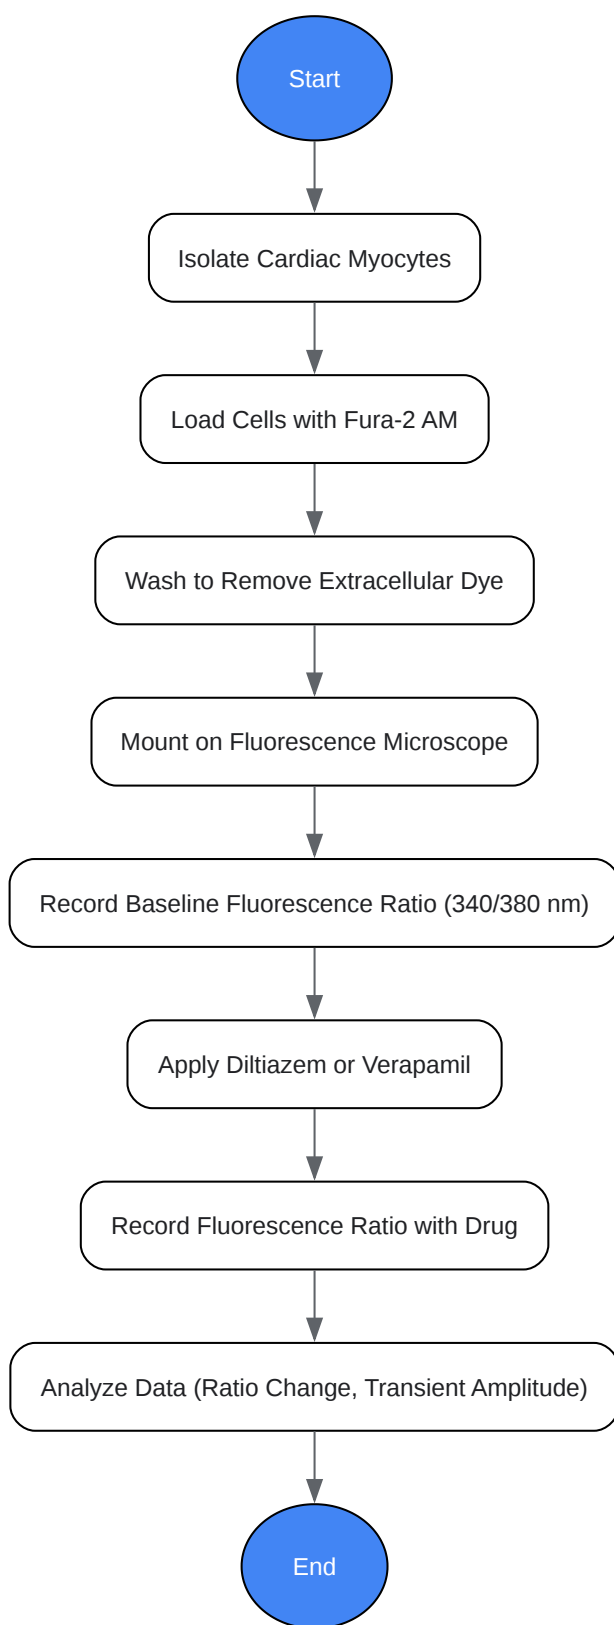 Start
Isolate Cardiac Myocytes
Load Cells with Fura-2 AM
Wash to Remove Extracellular Dye
Mount on Fluorescence Microscope
Record Baseline Fluorescence Ratio (340/380 nm)
Apply Diltiazem or Verapamil
Record Fluorescence Ratio with Drug
Analyze Data (Ratio Change, Transient Amplitude)
End